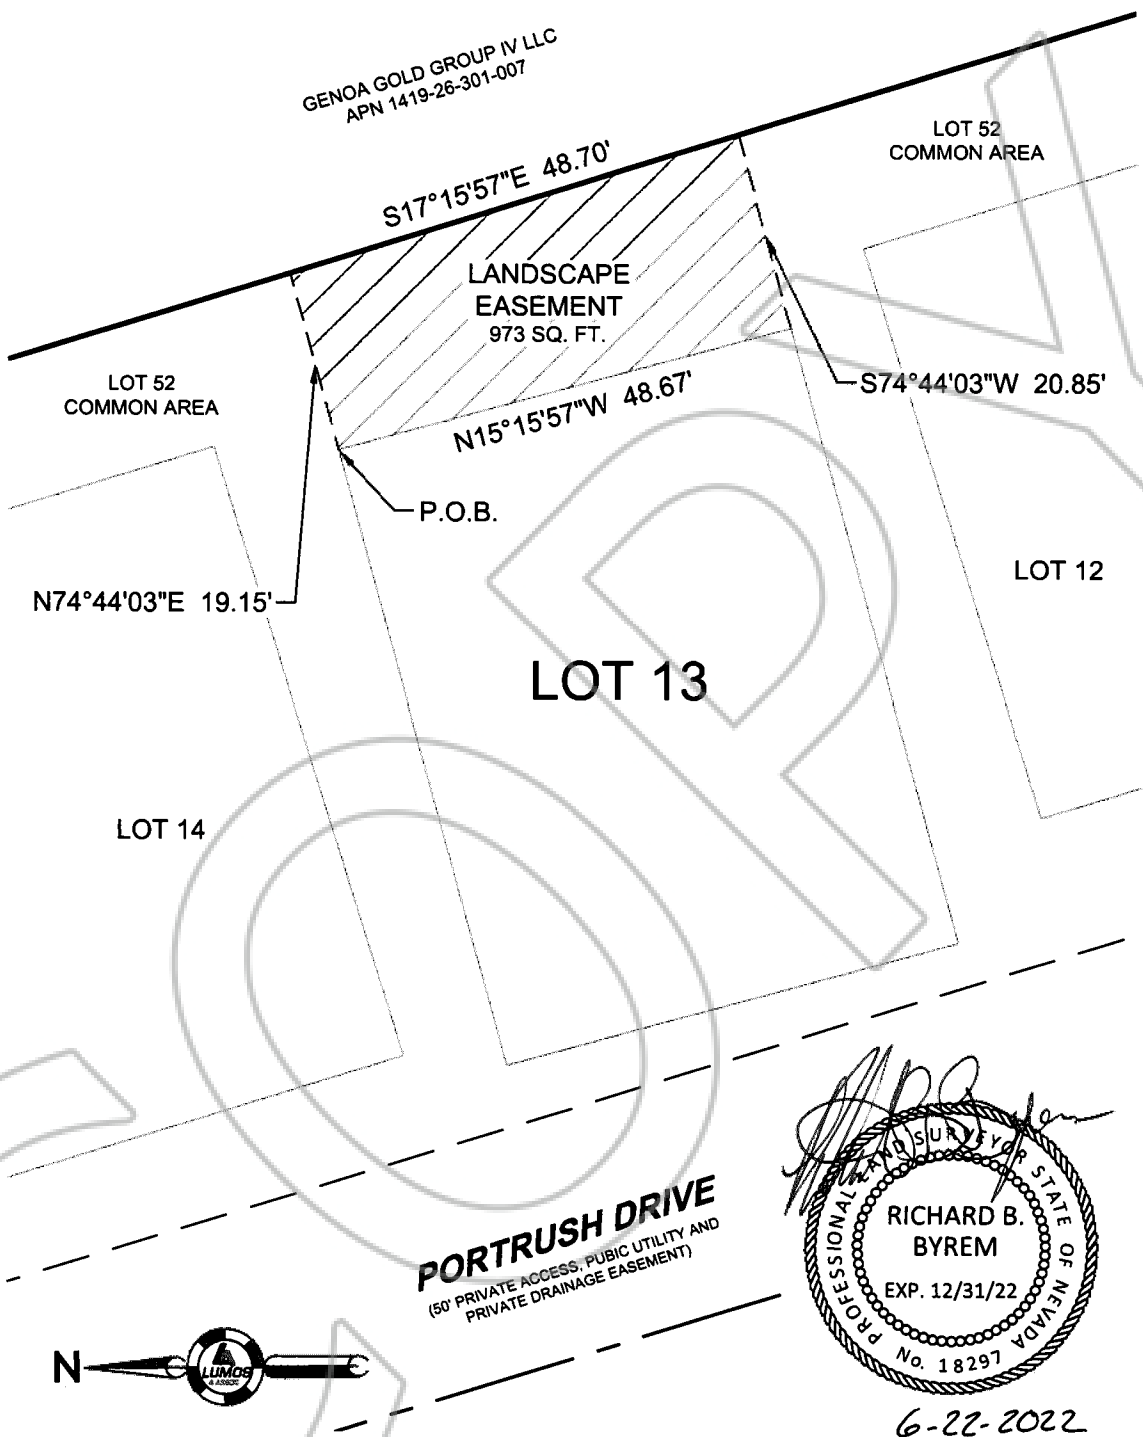 GENOA GOLD GROUP IV LLC
APN 1419-26-301-007
LOT 52
COMMON AREA
S17°15'57"E 48.70'
LANDSCAPE
EASEMENT
973 SQ. FT.
LOT 52
COMMON AREA
S74°44'03"W 20.85'
N15°15'57"W 48.67'
P.O.B.
N74°44'03"E 19.15'
LOT 12
LOT 13
LOT 14
PORTRUSH DRIVE
(50' PRIVATE ACCESS, PUBIC UTILITY AND
PRIVATE DRAINAGE EASEMENT)
PROFESSIONAL LAND SURVEYOR STATE OF NEVADA
RICHARD B.
BYREM
EXP. 12/31/22
No. 18297
6-22-2022
N
LUMOS
& ASSOC.
COPY